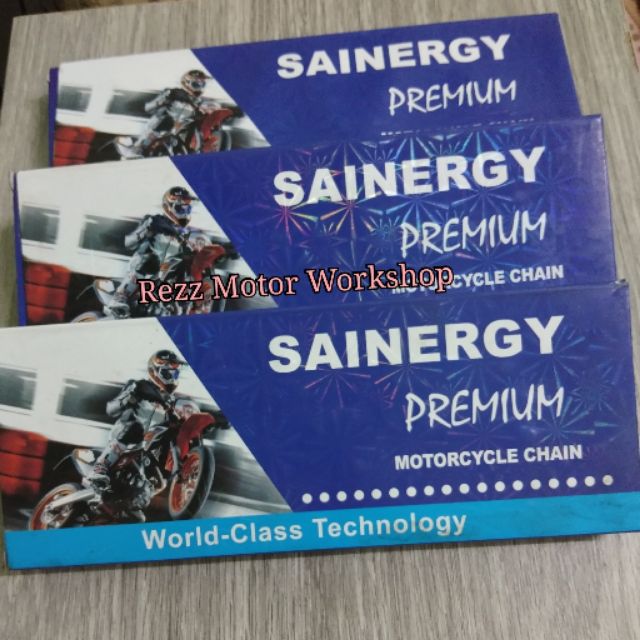 SAINERGY
PREMIUM
SAINERGY
PREMIUM
MOTORCYCLE CHAIN
Rezz Motor Workshop
SAINERGY
PREMIUM
MOTORCYCLE CHAIN
World-Class Technology